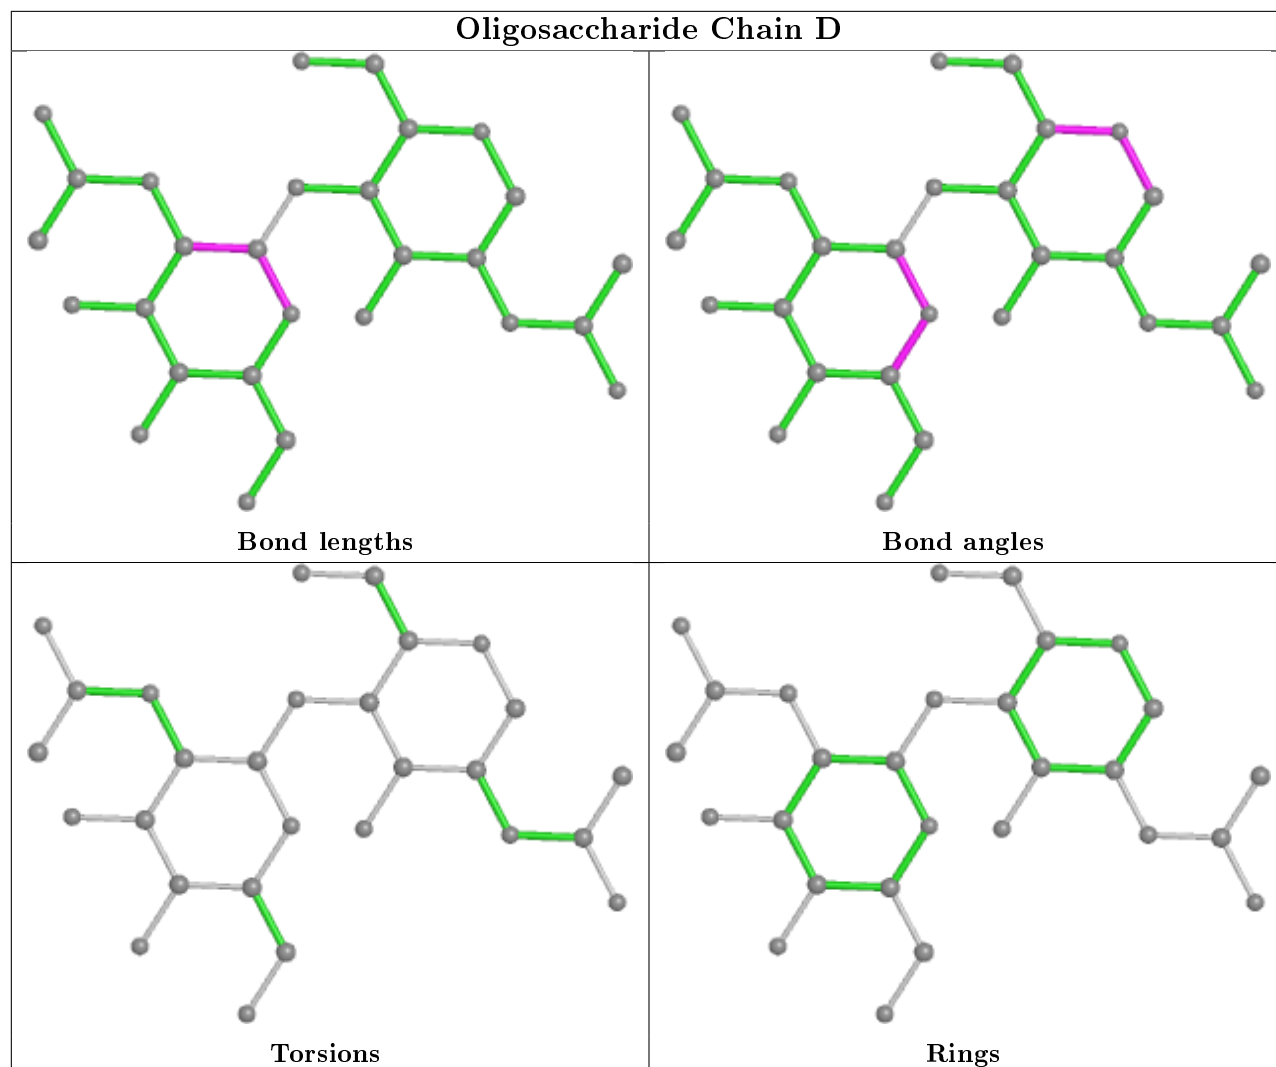 Oligosaccharide Chain D
Bond lengths
Bond angles
Torsions
Rings